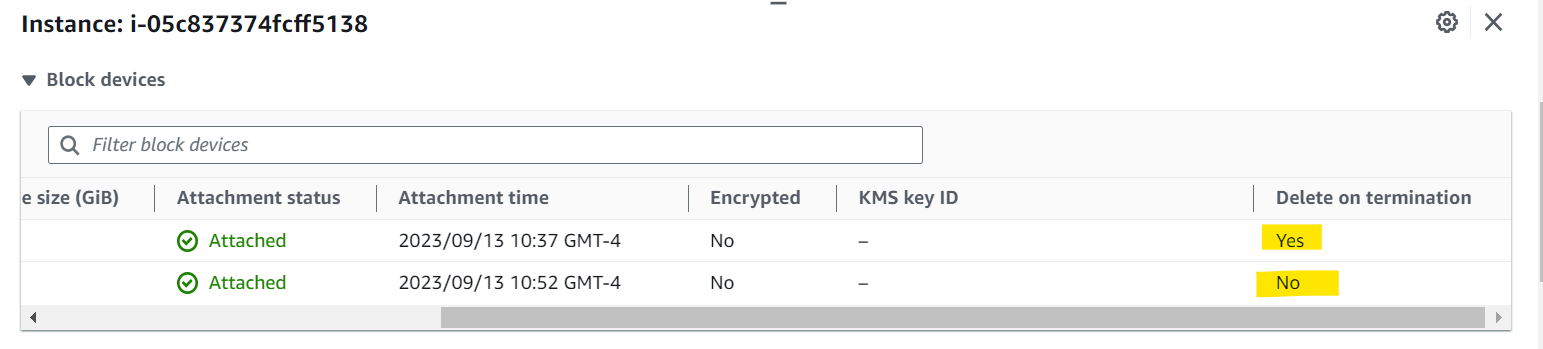 Instance: i-05c837374fcff5138
Block devices
Filter block devices
e size (GiB) Attachment status Attachment time Encrypted KMS key ID Delete on termination
Attached 2023/09/13 10:37 GMT-4 No – Yes
Attached 2023/09/13 10:52 GMT-4 No – No